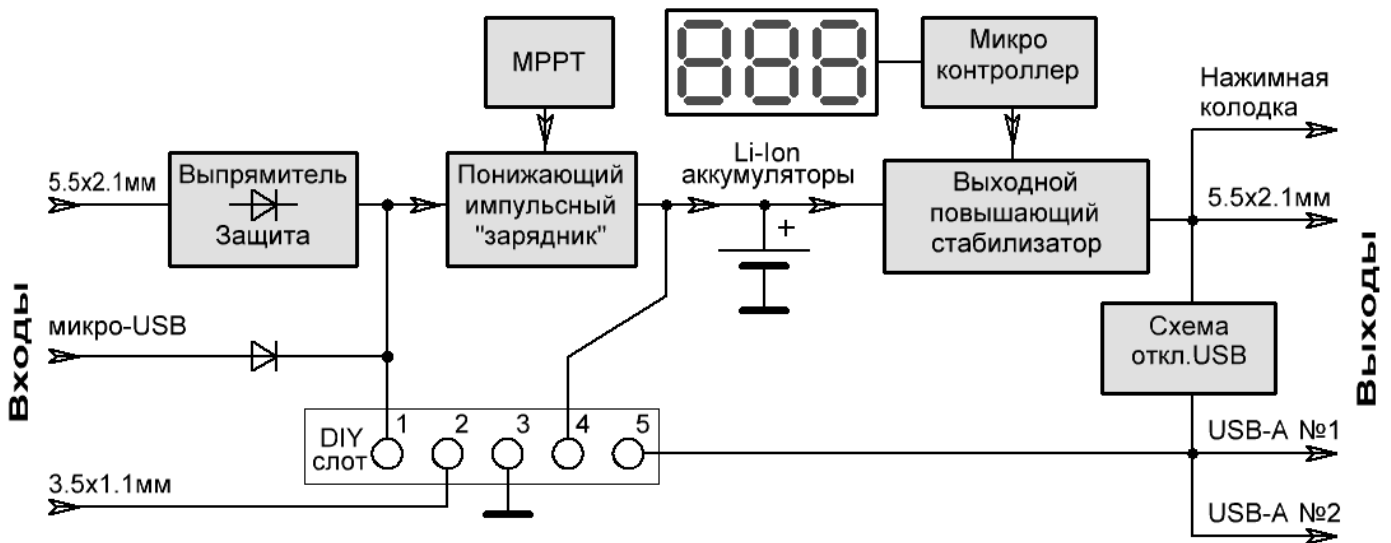 MPPT
Микро
контроллер
Нажимная
колодка
5.5x2.1мм
Выпрямитель
Защита
Понижающий
импульсный
"зарядник"
Li-Ion
аккумуляторы
+
Выходной
повышающий
стабилизатор
5.5x2.1мм
Входы
микро-USB
Схема
откл.USB
Выходы
DIY
слот
1 2 3 4 5
USB-A №1
3.5x1.1мм
USB-A №2